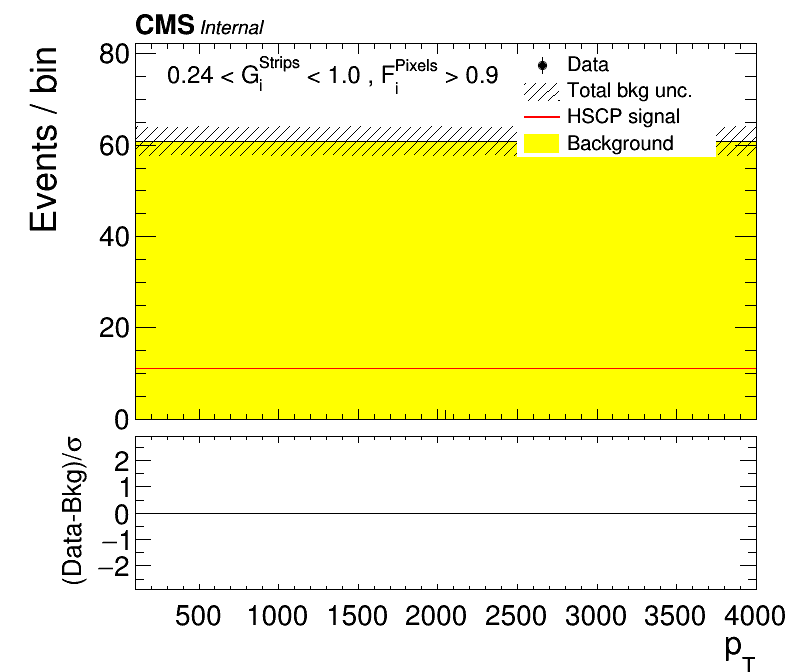 CMS Internal
Events / bin
80
60
40
20
0
0.24 < G_i^Strips < 1.0 , F_i^Pixels > 0.9
Data
Total bkg unc.
HSCP signal
Background
(Data-Bkg)/σ
2
1
0
−1
−2
500 1000 1500 2000 2500 3000 3500 4000
p_T